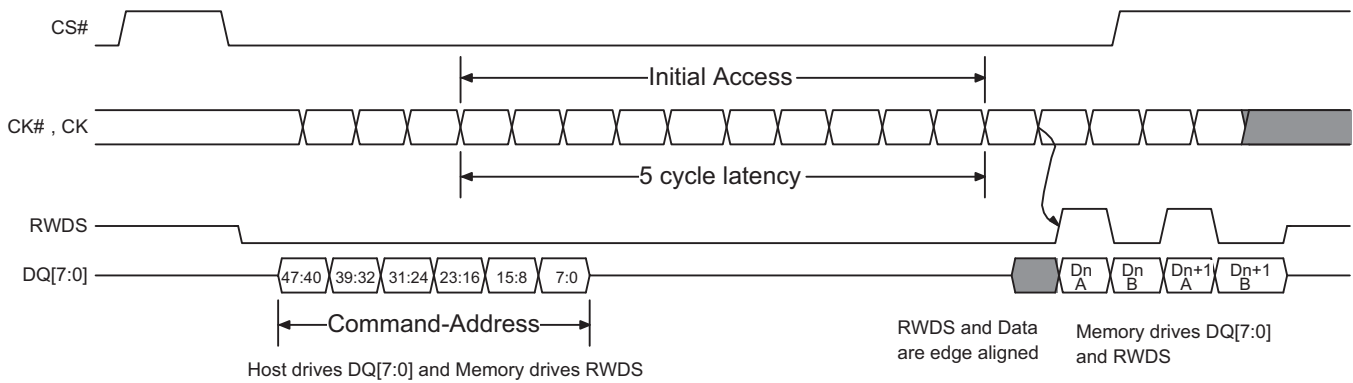 CS#
Initial Access
CK# , CK
5 cycle latency
RWDS
DQ[7:0]
47:40 39:32 31:24 23:16 15:8 7:0
Dn A
Dn B
Dn+1 A
Dn+1 B
Command-Address
Host drives DQ[7:0] and Memory drives RWDS
RWDS and Data
are edge aligned
Memory drives DQ[7:0]
and RWDS